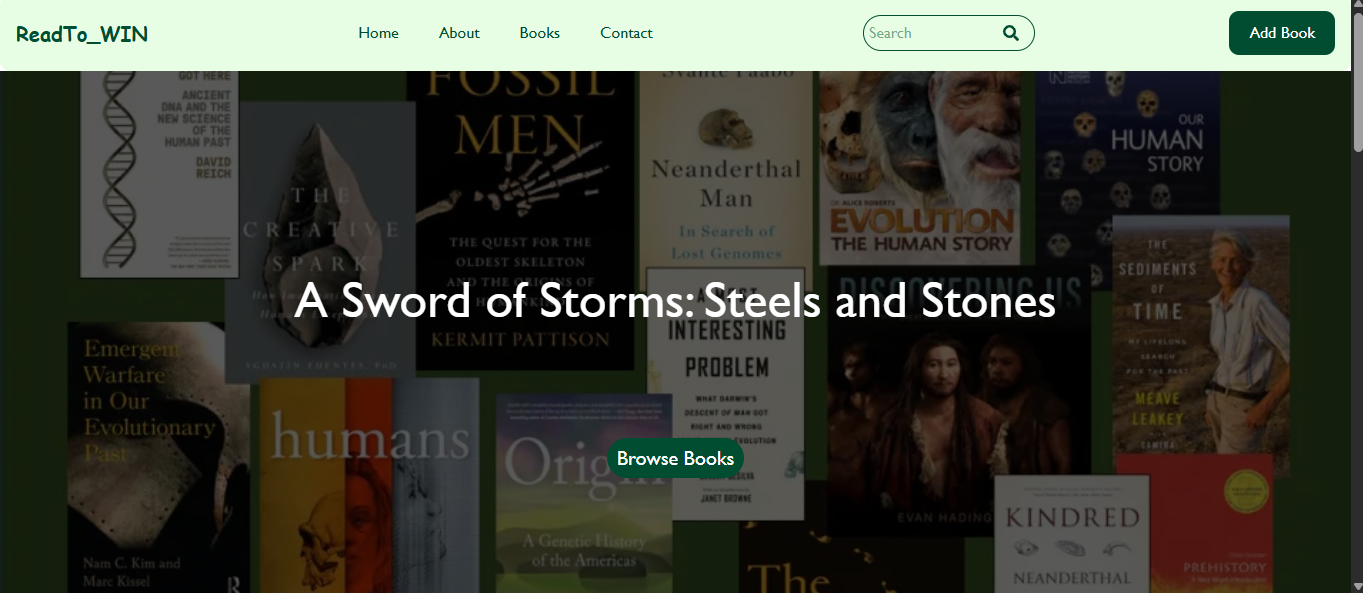 ReadTo_WIN
Home
About
Books
Contact
Search
Add Book
GOT HERE
ANCIENT
DNA AND THE
NEW SCIENCE
OF THE
HUMAN PAST
DAVID
REICH
THE
CREATIVE
SPARK
FOSSIL
MEN
THE QUEST FOR THE
OLDEST SKELETON
AND THE ORIGINS OF
KERMIT PATTISON
Svante Pääbo
Neanderthal
Man
In Search of
Lost Genomes
DR ALICE ROBERTS
EVOLUTION
THE HUMAN STORY
OUR
HUMAN
STORY
THE
SEDIMENTS
OF
TIME
MY LIFELONG
SEARCH
FOR THE PAST
MEAVE
LEAKEY
A Sword of Storms: Steels and Stones
INTERESTING
PROBLEM
WHAT DARWIN'S
DESCENT OF MAN GOT
RIGHT AND WRONG
EVOLUTION
JANET BROWNE
DISCOVERING US
EVAN HADING
Emergent
Warfare
in Our
Evolutionary
Past
Nam C. Kim and
Marc Kissel
humans
Origin
A Genetic History
of the Americas
Browse Books
The
KINDRED
NEANDERTHAL
PREHISTORY